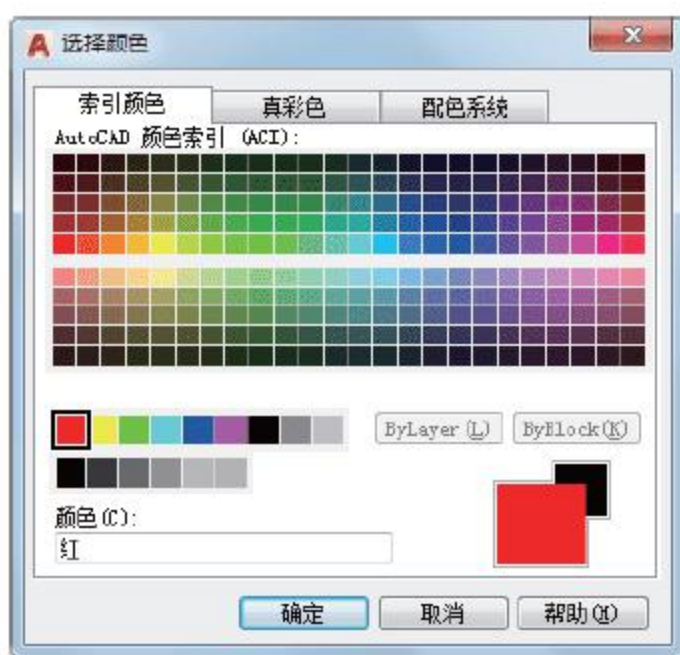 选择颜色
索引颜色 真彩色 配色系统
AutoCAD 颜色索引 (ACI):
ByLayer(L) ByBlock(K)
颜色(C):
红
确定 取消 帮助(H)